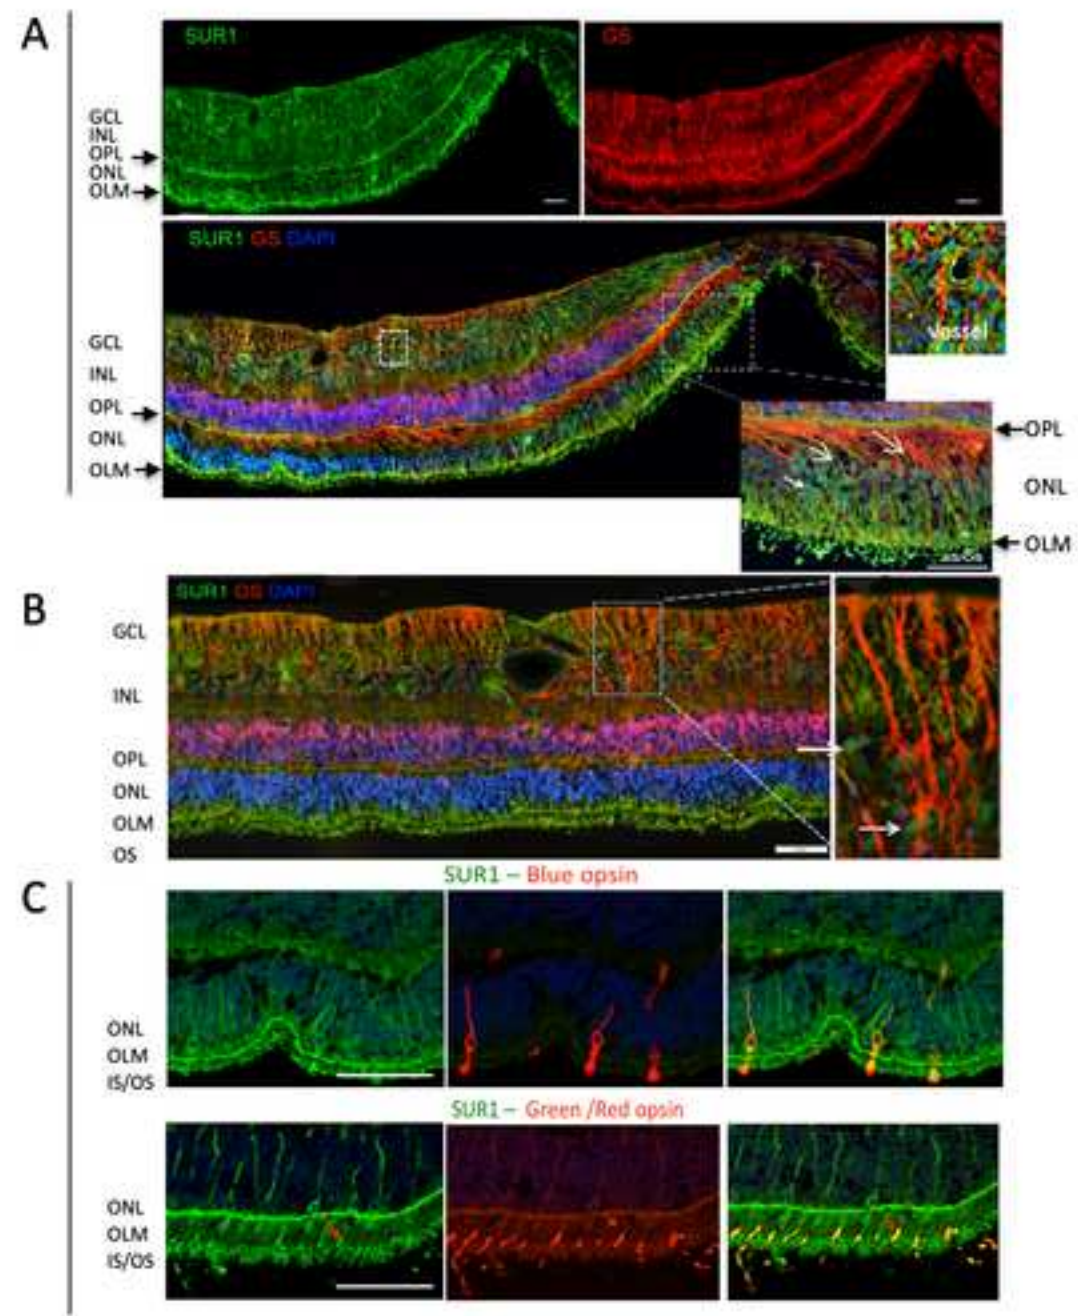 A
SUR1
GS
GCL
INL
OPL
ONL
OLM
SUR1 GS DAPI
Vessel
GCL
INL
OPL
ONL
OLM
OPL
ONL
OLM
B
SUR1 GS DAPI
GCL
INL
OPL
ONL
OLM
OS
SUR1 – Blue opsin
C
ONL
OLM
IS/OS
SUR1 – Green /Red opsin
ONL
OLM
IS/OS